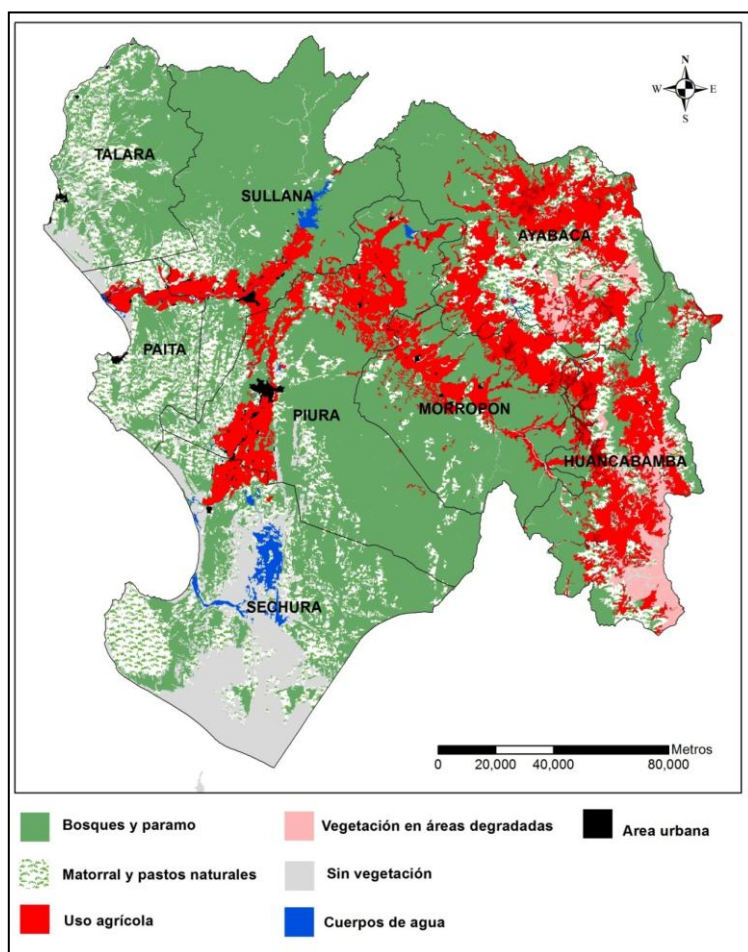 N
W E
S
TALARA
SULLANA
AYABACA
PAITA
PIURA
MORROPON
HUANCABAMBA
SECHURA
Metros
0 20,000 40,000 80,000
Bosques y paramo
Vegetación en áreas degradadas
Area urbana
Matorral y pastos naturales
Sin vegetación
Uso agrícola
Cuerpos de agua